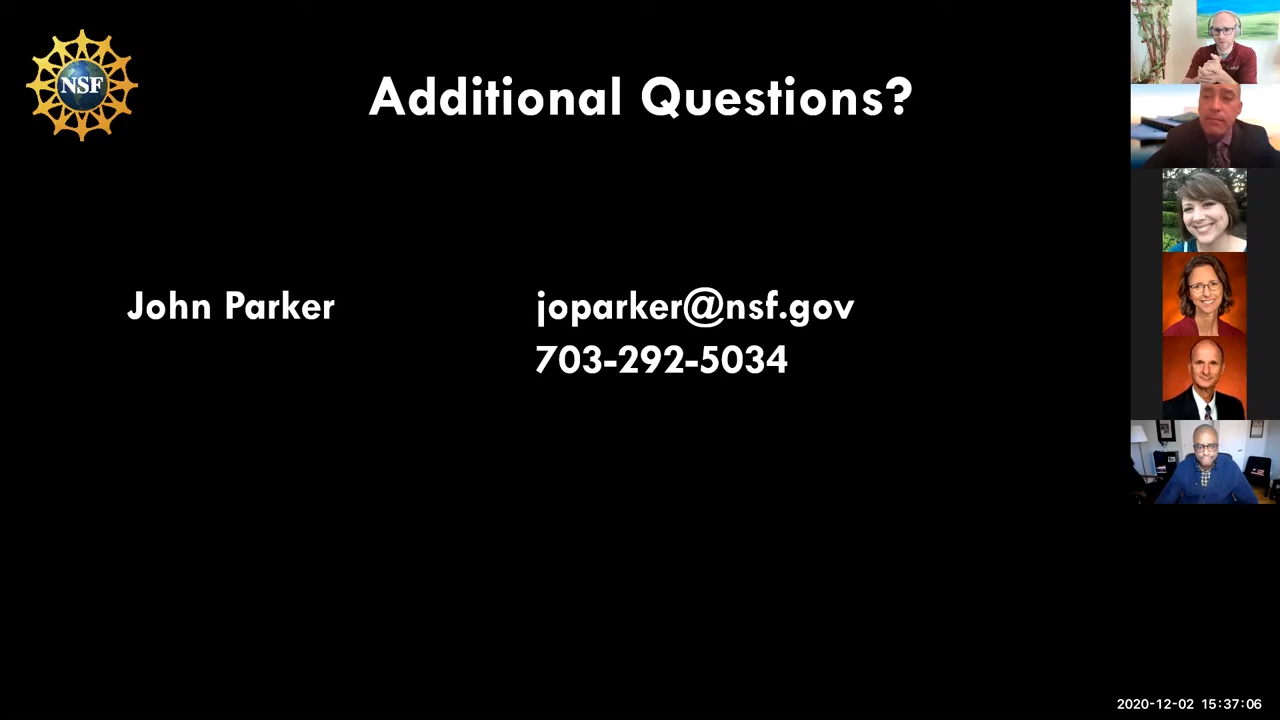 NSF
Additional Questions?
John Parker
joparker@nsf.gov
703-292-5034
2020-12-02 15:37:06